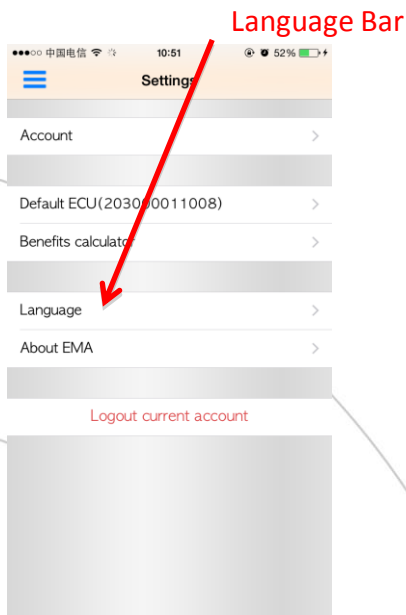 Language Bar
中国电信 10:51 52%
Settings
Account
Default ECU(203000011008)
Benefits calculator
Language
About EMA
Logout current account